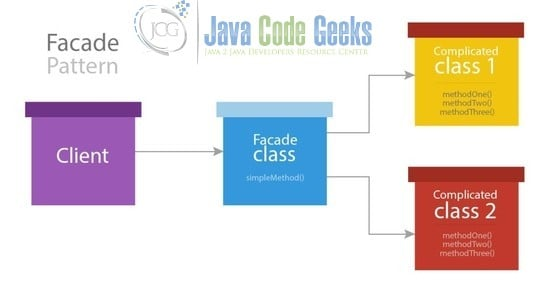 Facade
Pattern
JCG
Java Code Geeks
JAVA 2 JAVA DEVELOPERS RESOURCE CENTER
Client
Facade
class
simpleMethod()
Complicated
class 1
methodOne()
methodTwo()
methodThree()
Complicated
class 2
methodOne()
methodTwo()
methodThree()